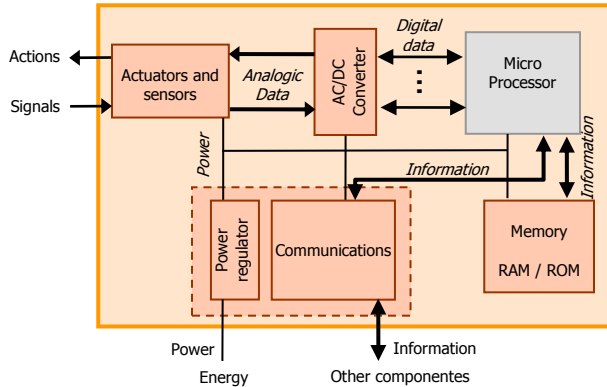 Actions
Signals
Actuators and
sensors
Analogic
Data
AC/DC
Converter
Digital
data
...
Micro
Processor
Power
Information
Information
Power
regulator
Communications
Memory
RAM / ROM
Power
Energy
Information
Other componentes